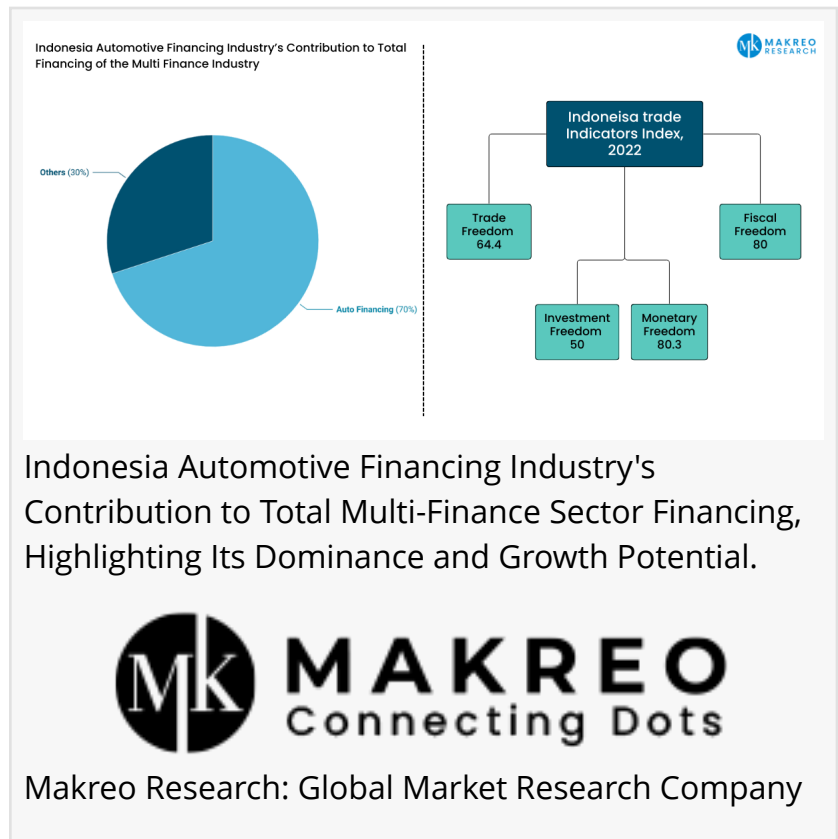 Indonesia Automotive Financing Industry's Contribution to Total
Financing of the Multi Finance Industry
MK MAKREO
RESEARCH
Others (30%)
Auto Financing (70%)
Indoneisa trade
Indicators Index,
2022
Trade
Freedom
64.4
Fiscal
Freedom
80
Investment
Freedom
50
Monetary
Freedom
80.3
Indonesia Automotive Financing Industry's
Contribution to Total Multi-Finance Sector Financing,
Highlighting Its Dominance and Growth Potential.
MK MAKREO
Connecting Dots
Makreo Research: Global Market Research Company